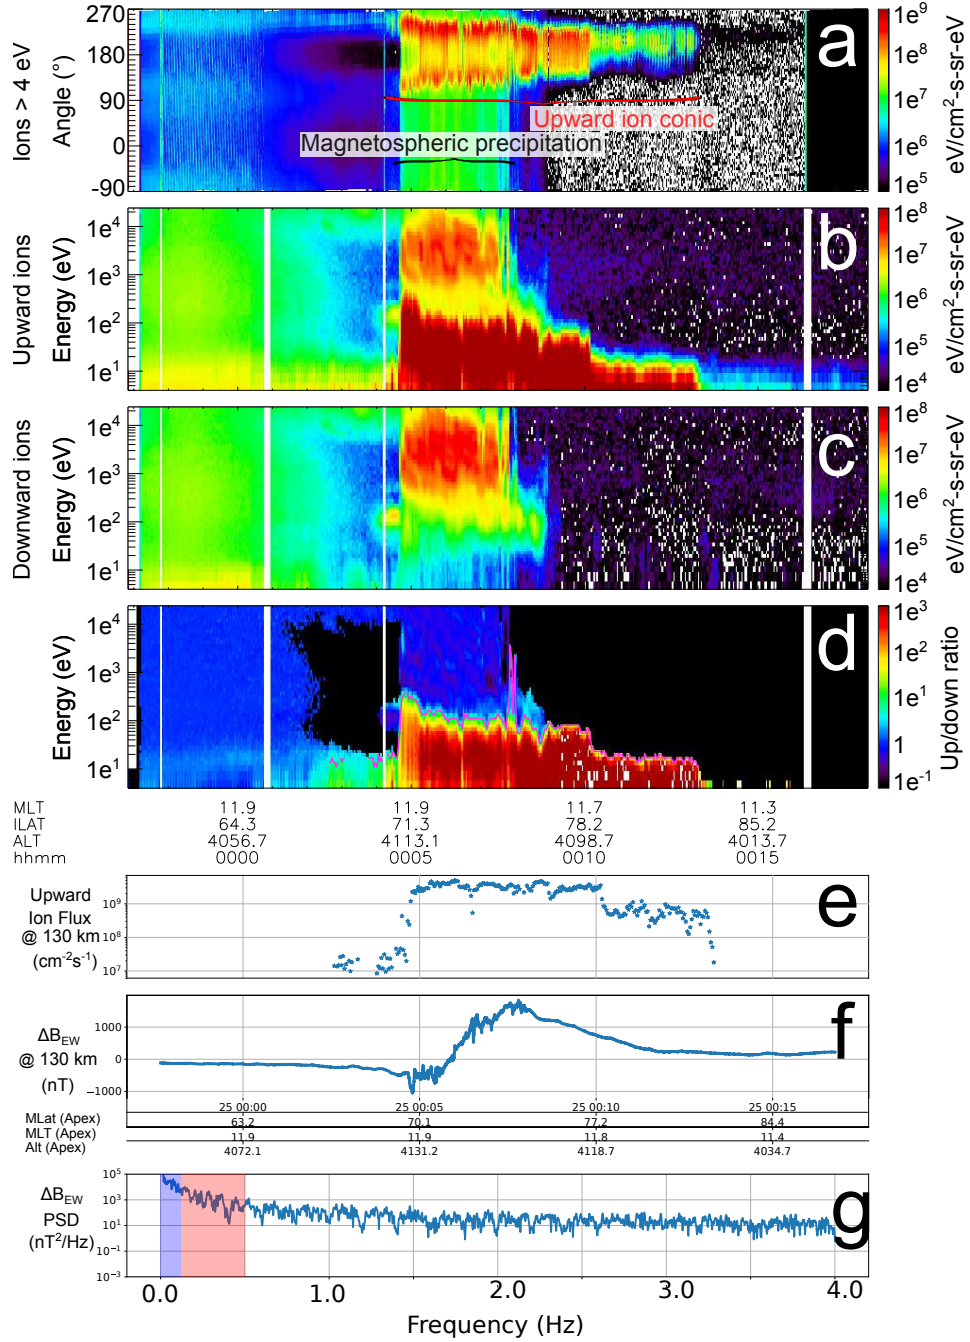 270
180
90
0
-90
Ions > 4 eV
Angle (°)
a
Upward ion conic
Magnetospheric precipitation
1e⁹
1e⁸
1e⁷
1e⁶
1e⁵
eV/cm²-s-sr-eV
Upward ions
Energy (eV)
1e⁴
1e³
1e²
1e¹
b
1e⁸
1e⁷
1e⁶
1e⁵
1e⁴
eV/cm²-s-sr-eV
Downward ions
Energy (eV)
1e⁴
1e³
1e²
1e¹
c
1e⁸
1e⁷
1e⁶
1e⁵
1e⁴
eV/cm²-s-sr-eV
Energy (eV)
1e⁴
1e³
1e²
1e¹
d
1e³
1e²
1e¹
1
1e⁻¹
Up/down ratio
MLT 11.9 11.9 11.7 11.3
ILAT 64.3 71.3 78.2 85.2
ALT 4056.7 4113.1 4098.7 4013.7
hhmm 0000 0005 0010 0015
Upward
Ion Flux
@ 130 km
(cm⁻²s⁻¹)
10⁹
10⁸
10⁷
e
ΔB_EW
@ 130 km
(nT)
1000
0
−1000
f
25 00:00 25 00:05 25 00:10 25 00:15
MLat (Apex) 63.2 70.1 77.2 84.4
MLT (Apex) 11.9 11.9 11.8 11.4
Alt (Apex) 4072.1 4131.2 4118.7 4034.7
ΔB_EW
PSD
(nT²/Hz)
10⁵
10³
10¹
10⁻¹
10⁻³
g
0.0 1.0 2.0 3.0 4.0
Frequency (Hz)